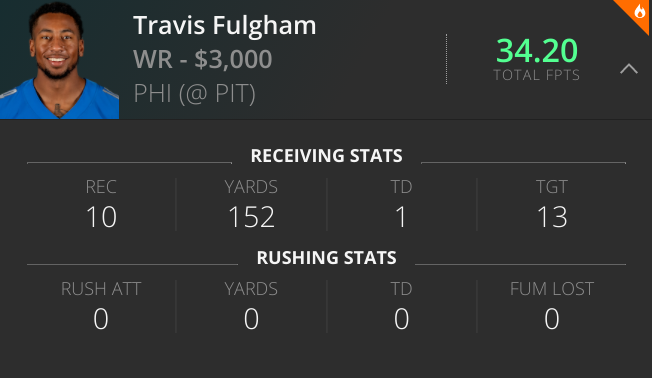 Travis Fulgham
WR - $3,000
PHI (@ PIT)
34.20
TOTAL FPTS
RECEIVING STATS
REC YARDS TD TGT
10 152 1 13
RUSHING STATS
RUSH ATT YARDS TD FUM LOST
0 0 0 0